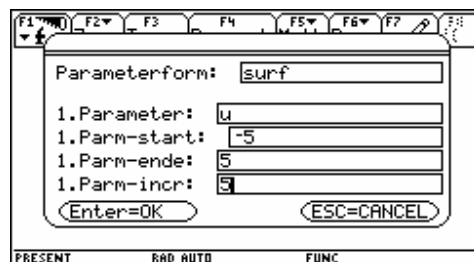 F1 F2 F3 F4 F5 F6 F7
Parameterform: surf
1.Parameter: u
1.Parm-start: -5
1.Parm-ende: 5
1.Parm-incr: 5
Enter=OK ESC=CANCEL
PRESENT RAD AUTO FUNC